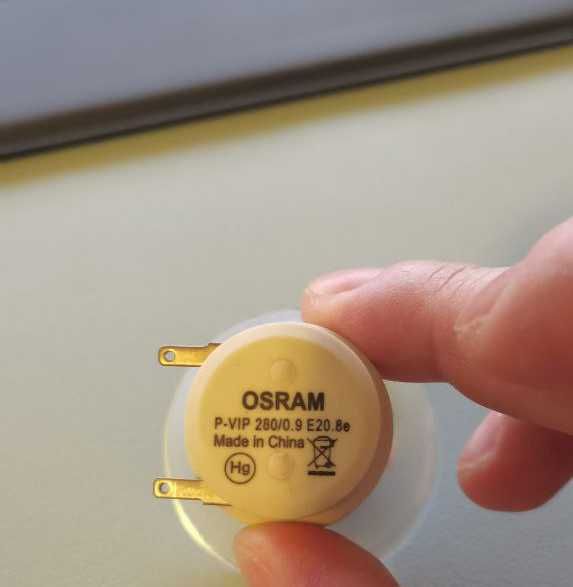 OSRAM
P-VIP 280/0.9 E20.8e
Made in China
Hg